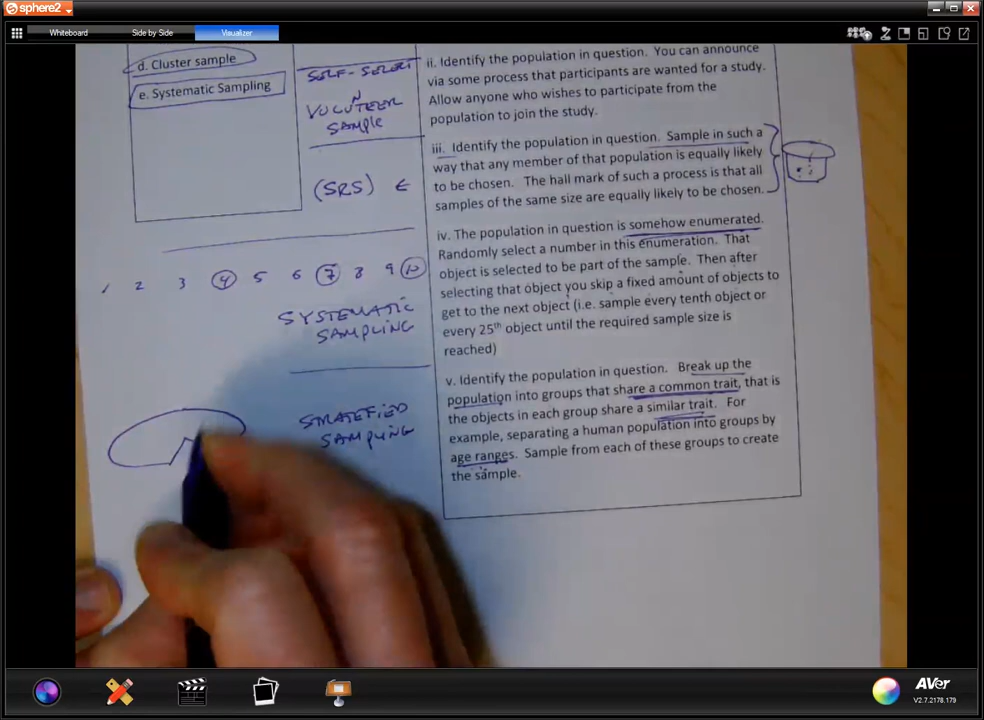 sphere2
Whiteboard
Side by Side
Visualizer
d. Cluster sample
e. Systematic Sampling
SELF-SELECT
VOLUNTEER
SAMPLE
(SRS) ∈
1 2 3 4 5 6 7 8 9 10
SYSTEMATIC
SAMPLING
STRATEFIED
SAMPLING
ii. Identify the population in question. You can announce
via some process that participants are wanted for a study.
Allow anyone who wishes to participate from the
population to join the study.
iii. Identify the population in question. Sample in such a
way that any member of that population is equally likely
to be chosen. The hall mark of such a process is that all
samples of the same size are equally likely to be chosen.
iv. The population in question is somehow enumerated.
Randomly select a number in this enumeration. That
object is selected to be part of the sample. Then after
selecting that object you skip a fixed amount of objects to
get to the next object (i.e. sample every tenth object or
every 25th object until the required sample size is
reached)
v. Identify the population in question. Break up the
population into groups that share a common trait, that is
the objects in each group share a similar trait. For
example, separating a human population into groups by
age ranges. Sample from each of these groups to create
the sample.
AVer
V2.7.2178.179